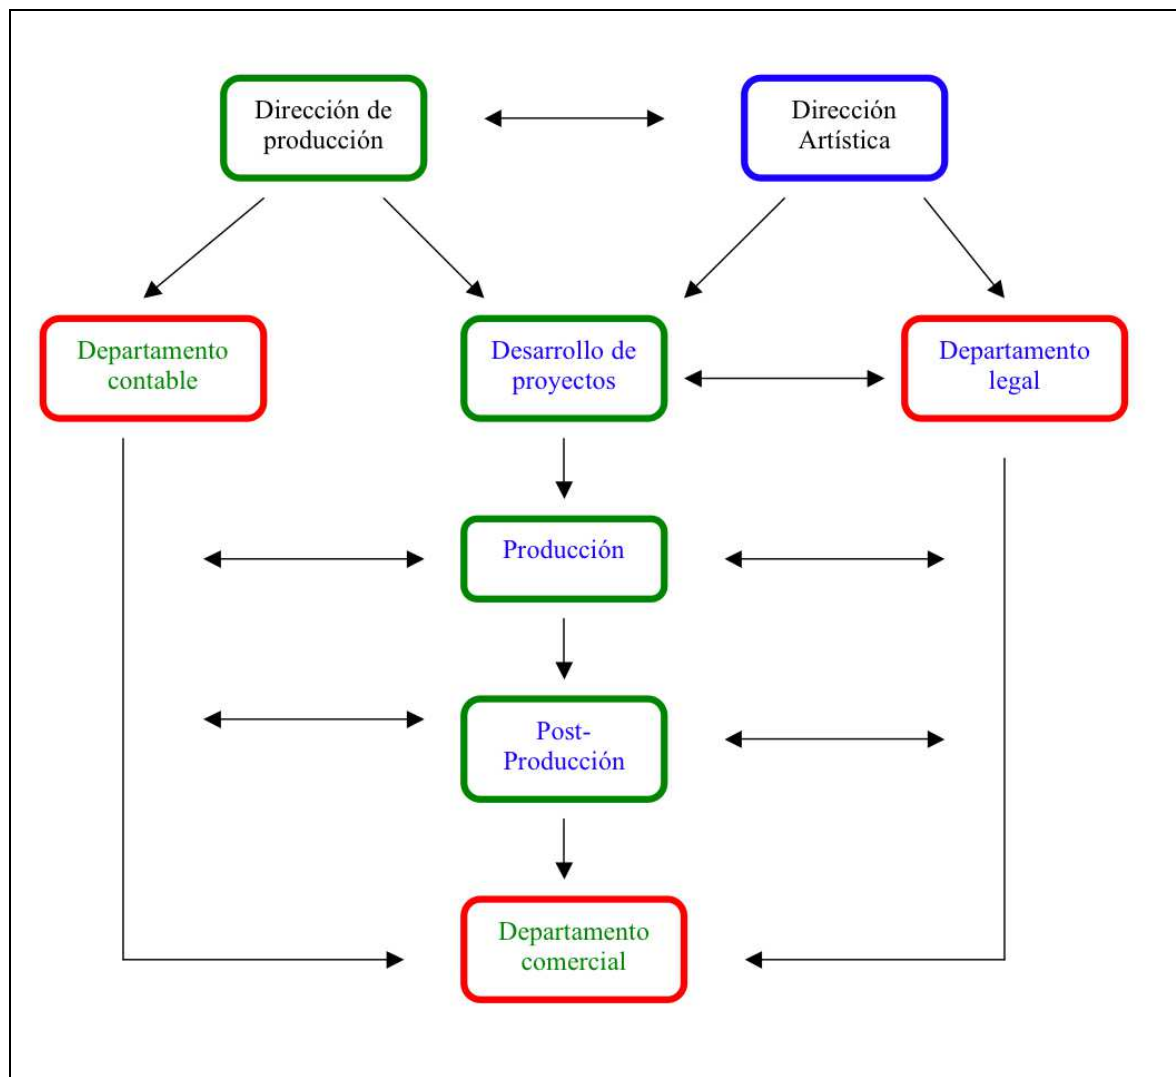 Dirección de
producción
Dirección
Artística
Departamento
contable
Desarrollo de
proyectos
Departamento
legal
Producción
Post-
Producción
Departamento
comercial